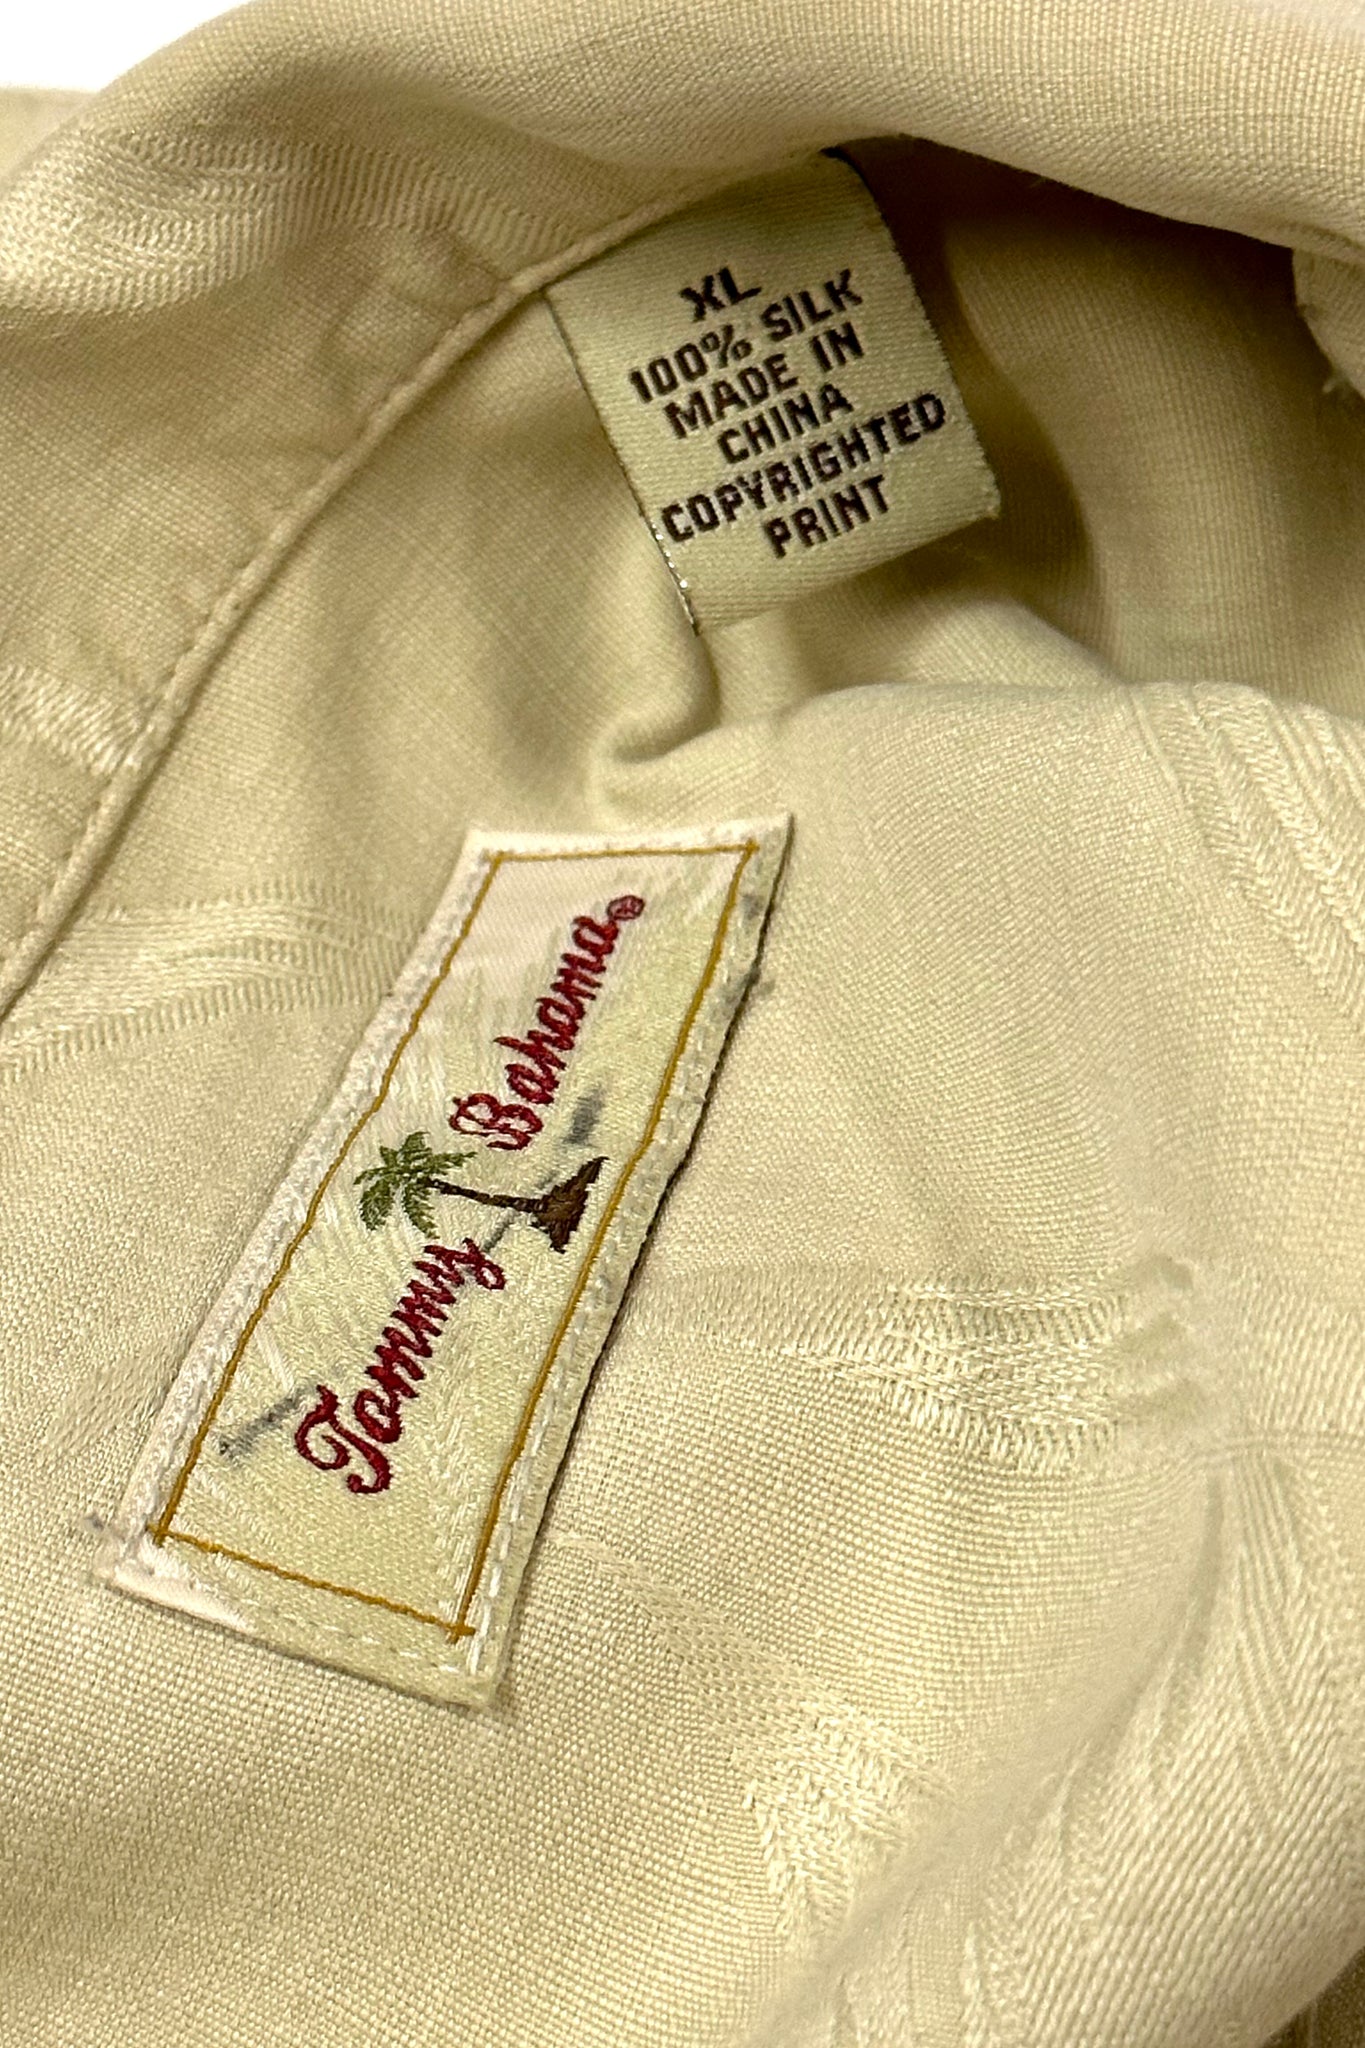 XL
100% SILK
MADE IN
CHINA
COPYRIGHTED
PRINT
Tommy Bahama®